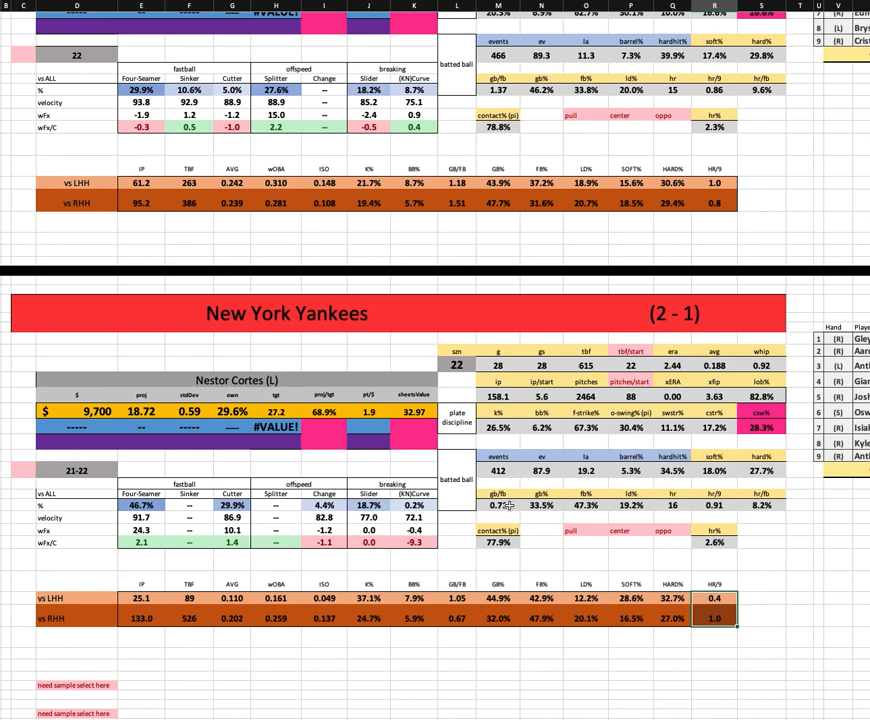 B C D E F G H I J K L M N O P Q R S T U V
#VALUE!
8 (L) Brys
events ev la barrel% hardhit% soft% hard% 9 (R) Crist
22 466 89.3 11.3 7.3% 39.9% 17.4% 29.8%
fastball offspeed breaking batted ball gb/fb gb% fb% ld% hr hr/9 hr/fb
vs ALL Four-Seamer Sinker Cutter Splitter Change Slider (KN)Curve
% 29.9% 10.6% 5.0% 27.6% -- 18.2% 8.7% 1.37 46.2% 33.8% 20.0% 15 0.86 9.6%
velocity 93.8 92.9 88.9 88.9 -- 85.2 75.1
wFx -1.9 1.2 -1.2 15.0 -- -2.4 0.9 contact% (pi) pull center oppo hr%
wFx/C -0.3 0.5 -1.0 2.2 -- -0.5 0.4 78.8% 2.3%
IP TBF AVG wOBA ISO K% BB% GB/FB GB% FB% LD% SOFT% HARD% HR/9
vs LHH 61.2 263 0.242 0.310 0.148 21.7% 8.7% 1.18 43.9% 37.2% 18.9% 15.6% 30.6% 1.0
vs RHH 95.2 386 0.239 0.281 0.108 19.4% 5.7% 1.51 47.7% 31.6% 20.7% 18.5% 29.4% 0.8
New York Yankees (2 - 1)
Hand Playe
1 (R) Gley
szn g gs tbf tbf/start era avg whip 2 (R) Aaro
22 28 28 615 22 2.44 0.188 0.92 3 (L) Anth
Nestor Cortes (L) ip ip/start pitches pitches/start xERA xfip lob% 4 (R) Gian
$ proj stdDev own tgt proj/tgt pt/$ sheetsValue 158.1 5.6 2464 88 0.00 3.63 82.8% 5 (R) Josh
$ 9,700 18.72 0.59 29.6% 27.2 68.9% 1.9 32.97 plate discipline k% bb% f-strike% o-swing% (pi) swstr% cstr% csw% 6 (S) Osw
----- -- ----- ----- #VALUE! 26.5% 6.2% 67.3% 30.4% 11.1% 17.2% 28.3% 7 (R) Isiah
8 (R) Kyle
events ev la barrel% hardhit% soft% hard% 9 (R) Anth
21-22 412 87.9 19.2 5.3% 34.5% 18.0% 27.7%
fastball offspeed breaking batted ball
vs ALL Four-Seamer Sinker Cutter Splitter Change Slider (KN)Curve gb/fb gb% fb% ld% hr hr/9 hr/fb
% 46.7% -- 29.9% -- 4.4% 18.7% 0.2% 33.5% 47.3% 19.2% 16 0.91 8.2%
velocity 91.7 -- 86.9 -- 82.8 77.0 72.1
wFx 24.3 -- 10.1 -- -1.2 0.0 -0.4 contact% (pi) pull center oppo hr%
wFx/C 2.1 -- 1.4 -- -1.1 0.0 -9.3 77.9% 2.6%
IP TBF AVG wOBA ISO K% BB% GB/FB GB% FB% LD% SOFT% HARD% HR/9
vs LHH 25.1 89 0.110 0.161 0.049 37.1% 7.9% 1.05 44.9% 42.9% 12.2% 28.6% 32.7% 0.4
vs RHH 133.0 526 0.202 0.259 0.137 24.7% 5.9% 0.67 32.0% 47.9% 20.1% 16.5% 27.0% 1.0
need sample select here
need sample select here